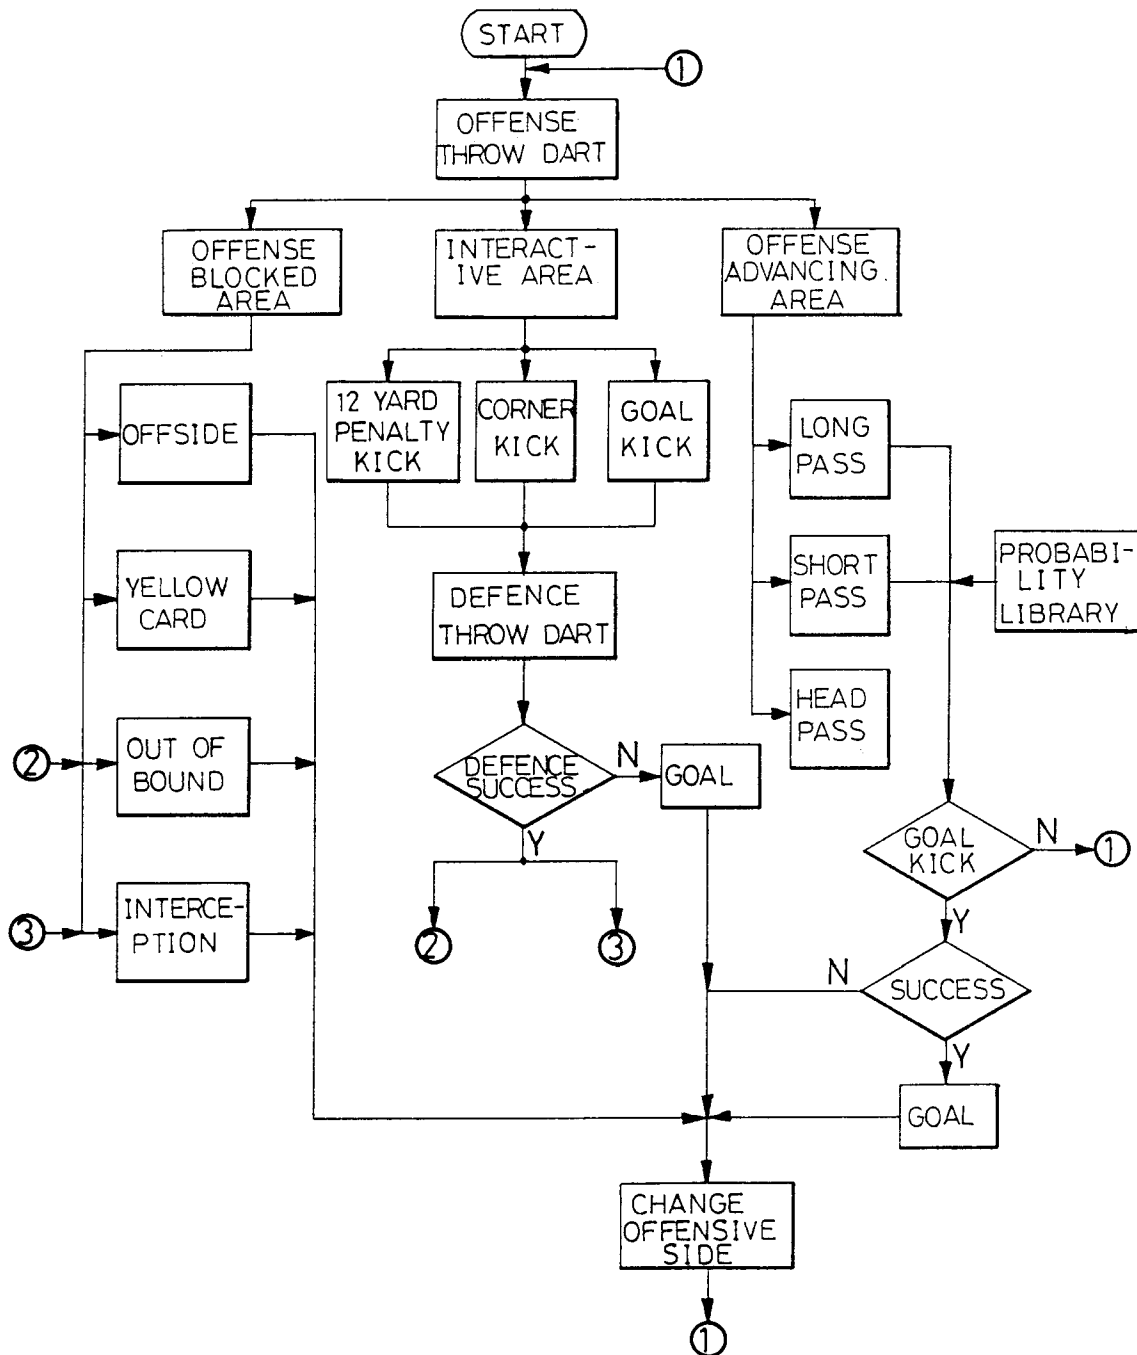 START
1
OFFENSE
THROW DART
OFFENSE
BLOCKED
AREA
INTERACT-
IVE AREA
OFFENSE
ADVANCING.
AREA
OFFSIDE
YELLOW
CARD
2
OUT OF
BOUND
3
INTERCE-
PTION
12 YARD
PENALTY
KICK
CORNER
KICK
GOAL
KICK
DEFENCE
THROW DART
DEFENCE
SUCCESS
N
GOAL
Y
2
3
LONG
PASS
SHORT
PASS
HEAD
PASS
PROBABI-
LITY
LIBRARY
GOAL
KICK
N
1
Y
SUCCESS
N
Y
GOAL
CHANGE
OFFENSIVE
SIDE
1